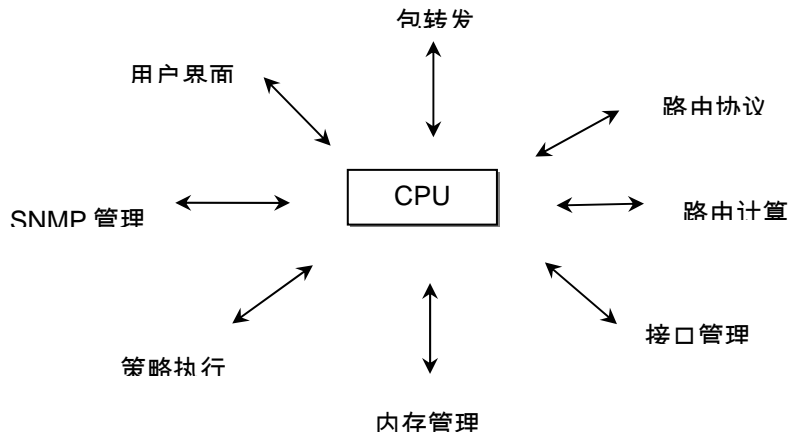 包转发
用户界面
路由协议
CPU
SNMP 管理
路由计算
接口管理
策略执行
内存管理